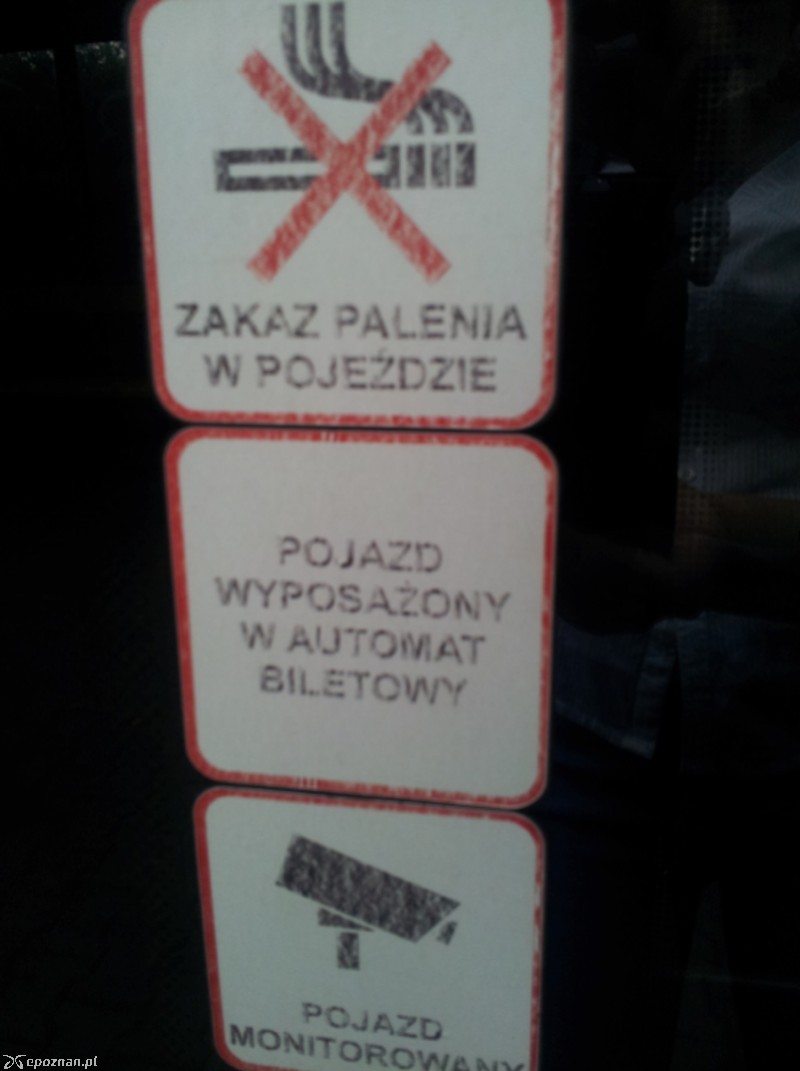 ZAKAZ PALENIA
W POJEŹDZIE
POJAZD
WYPOSAŻONY
W AUTOMAT
BILETOWY
POJAZD
MONITOROWANY
epoznan.pl